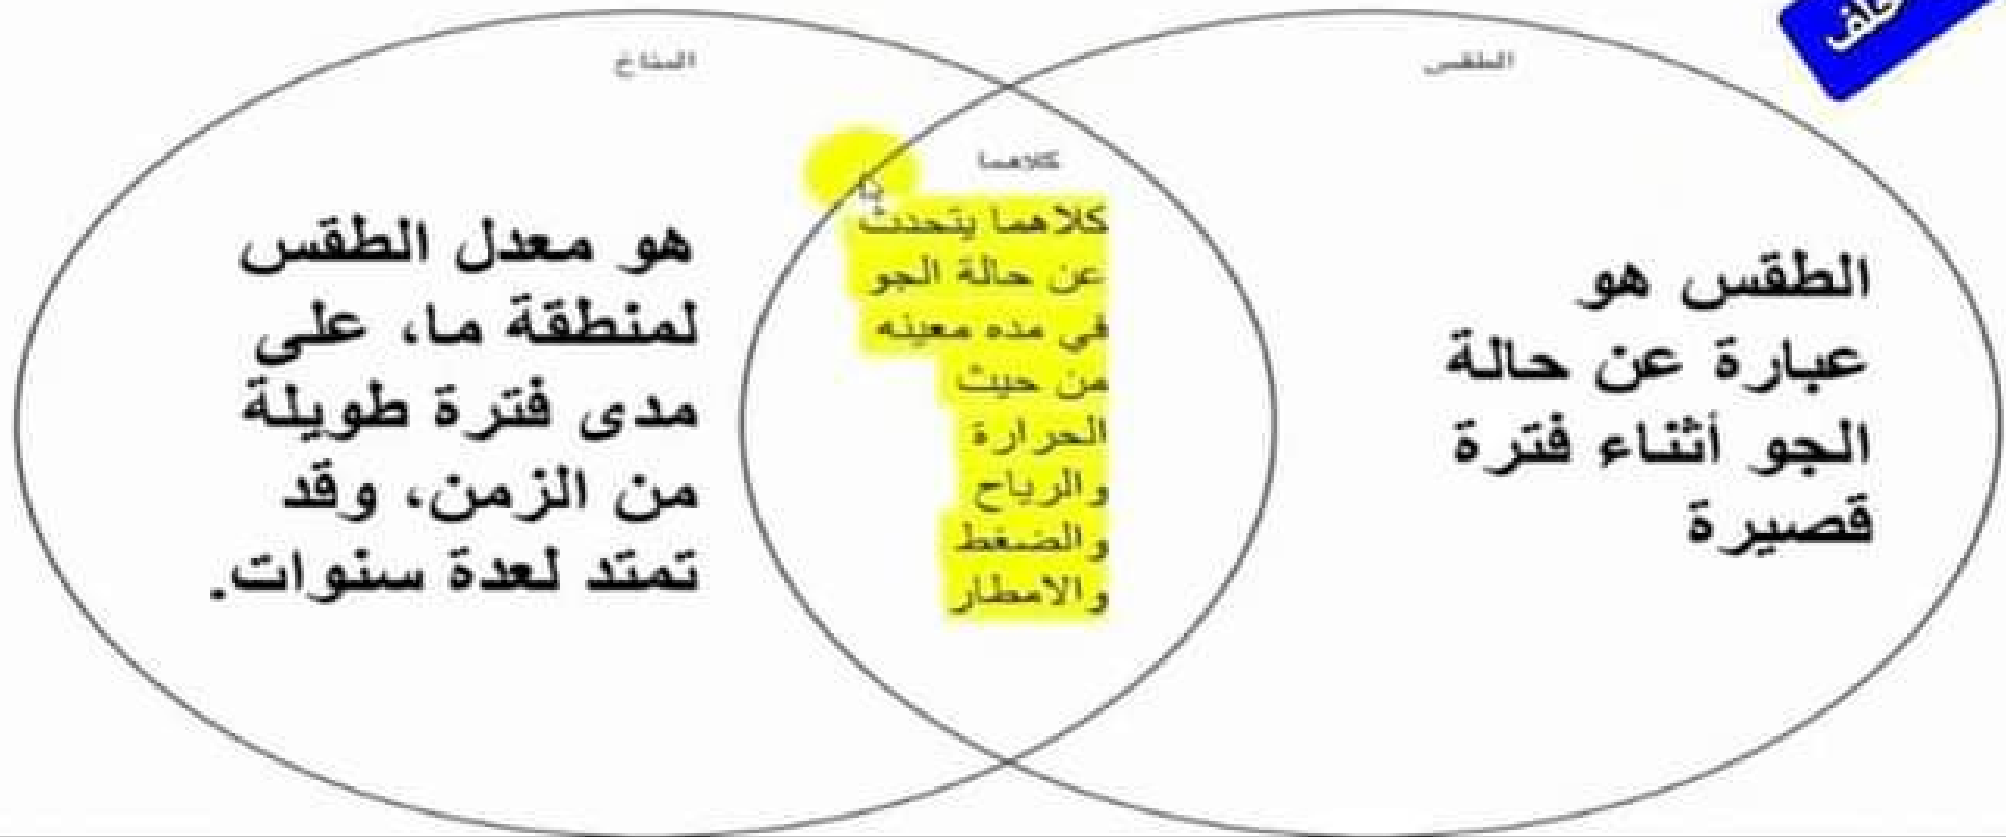 الطقس
الطقس هو
عبارة عن حالة
الجو أثناء فترة
قصيرة
كلاهما
كلاهما يتحدث
عن حالة الجو
في مده معينه
من حيث
الحرارة
والرياح
والضغط
والامطار
المناخ
هو معدل الطقس
لمنطقة ما، على
مدى فترة طويلة
من الزمن، وقد
تمتد لعدة سنوات.